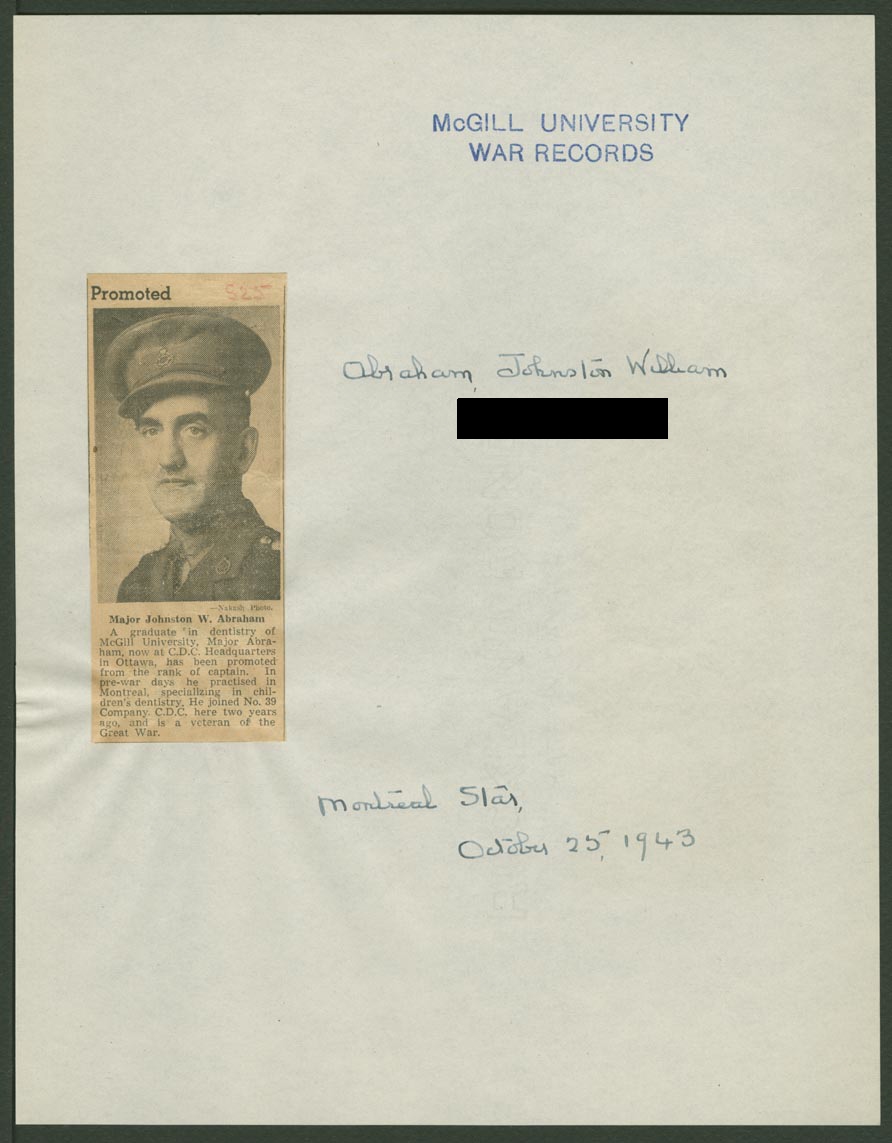 McGILL UNIVERSITY
WAR RECORDS
Promoted 525
Abraham, Johnston William
—Nakash Photo.
Major Johnston W. Abraham
A graduate in dentistry of
McGill University, Major Abra-
ham, now at C.D.C. Headquarters
in Ottawa, has been promoted
from the rank of captain. In
pre-war days he practised in
Montreal, specializing in chil-
dren's dentistry. He joined No. 39
Company, C.D.C. here two years
ago, and is a veteran of the
Great War.
Montreal Star,
October 25, 1943